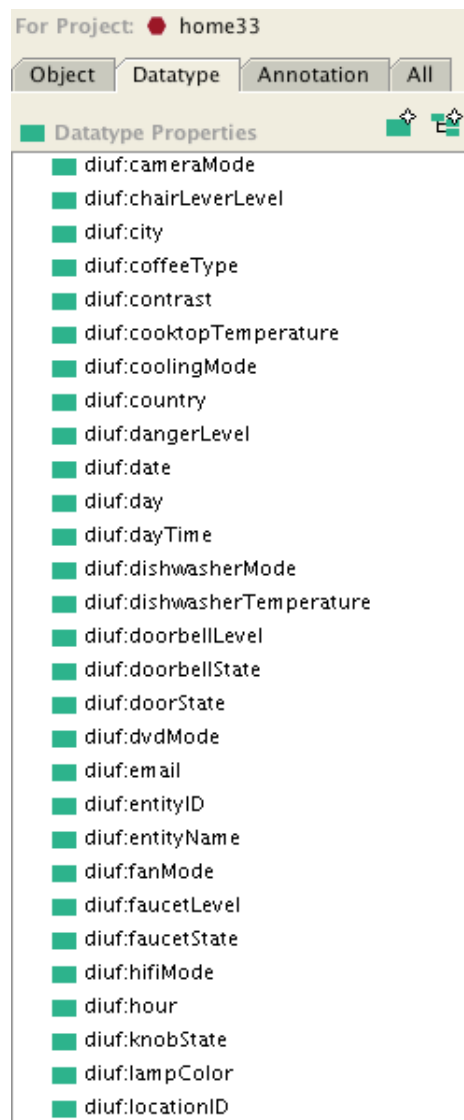 For Project: home33
Object Datatype Annotation All
Datatype Properties
diuf:cameraMode
diuf:chairLeverLevel
diuf:city
diuf:coffeeType
diuf:contrast
diuf:cooktopTemperature
diuf:coolingMode
diuf:country
diuf:dangerLevel
diuf:date
diuf:day
diuf:dayTime
diuf:dishwasherMode
diuf:dishwasherTemperature
diuf:doorbellLevel
diuf:doorbellState
diuf:doorState
diuf:dvdMode
diuf:email
diuf:entityID
diuf:entityName
diuf:fanMode
diuf:faucetLevel
diuf:faucetState
diuf:hifiMode
diuf:hour
diuf:knobState
diuf:lampColor
diuf:locationID